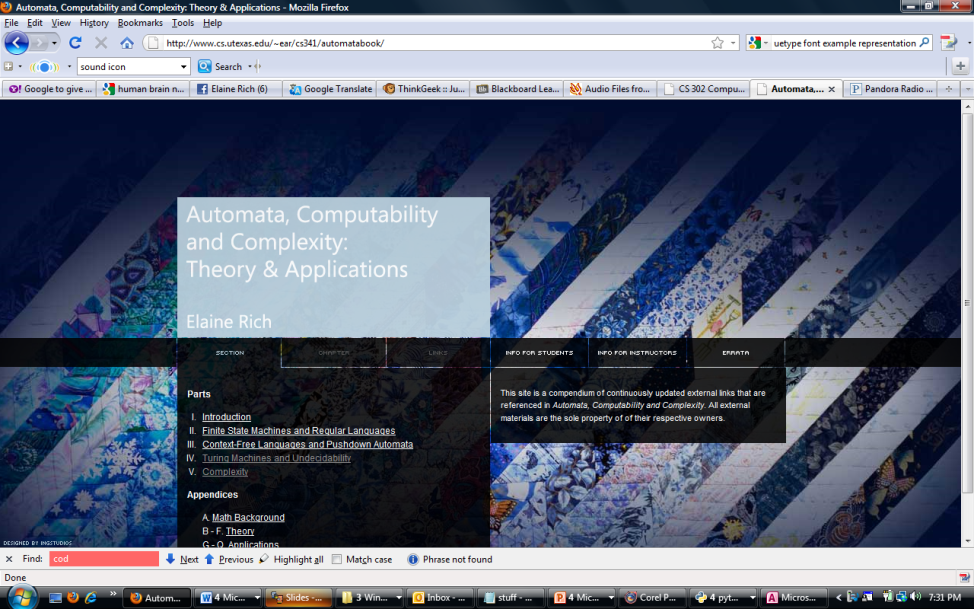 Automata, Computability and Complexity: Theory & Applications - Mozilla Firefox
File Edit View History Bookmarks Tools Help
http://www.cs.utexas.edu/~ear/cs341/automatabook/
uetype font example representation
sound icon
Search
Google to give ...
human brain n...
Elaine Rich (6)
Google Translate
ThinkGeek :: Ju...
Blackboard Lea...
Audio Files fro...
CS 302 Compu...
Automata,...
Pandora Radio ...
Automata, Computability
and Complexity:
Theory & Applications
Elaine Rich
SECTION
CHAPTER
LINKS
INFO FOR STUDENTS
INFO FOR INSTRUCTORS
ERRATA
Parts
I. Introduction
II. Finite State Machines and Regular Languages
III. Context-Free Languages and Pushdown Automata
IV. Turing Machines and Undecidability
V. Complexity
Appendices
A. Math Background
B - F. Theory
G - Q. Applications
This site is a compendium of continuously updated external links that are
referenced in Automata, Computability and Complexity. All external
materials are the sole property of of their respective owners.
DESIGNED BY INGSTUDIOS
Find: cod Next Previous Highlight all Match case Phrase not found
Done
Autom...
4 Mic...
Slides -...
3 Win...
Inbox - ...
stuff - ...
4 Mic...
Corel P...
4 pyt...
Micros...
7:31 PM